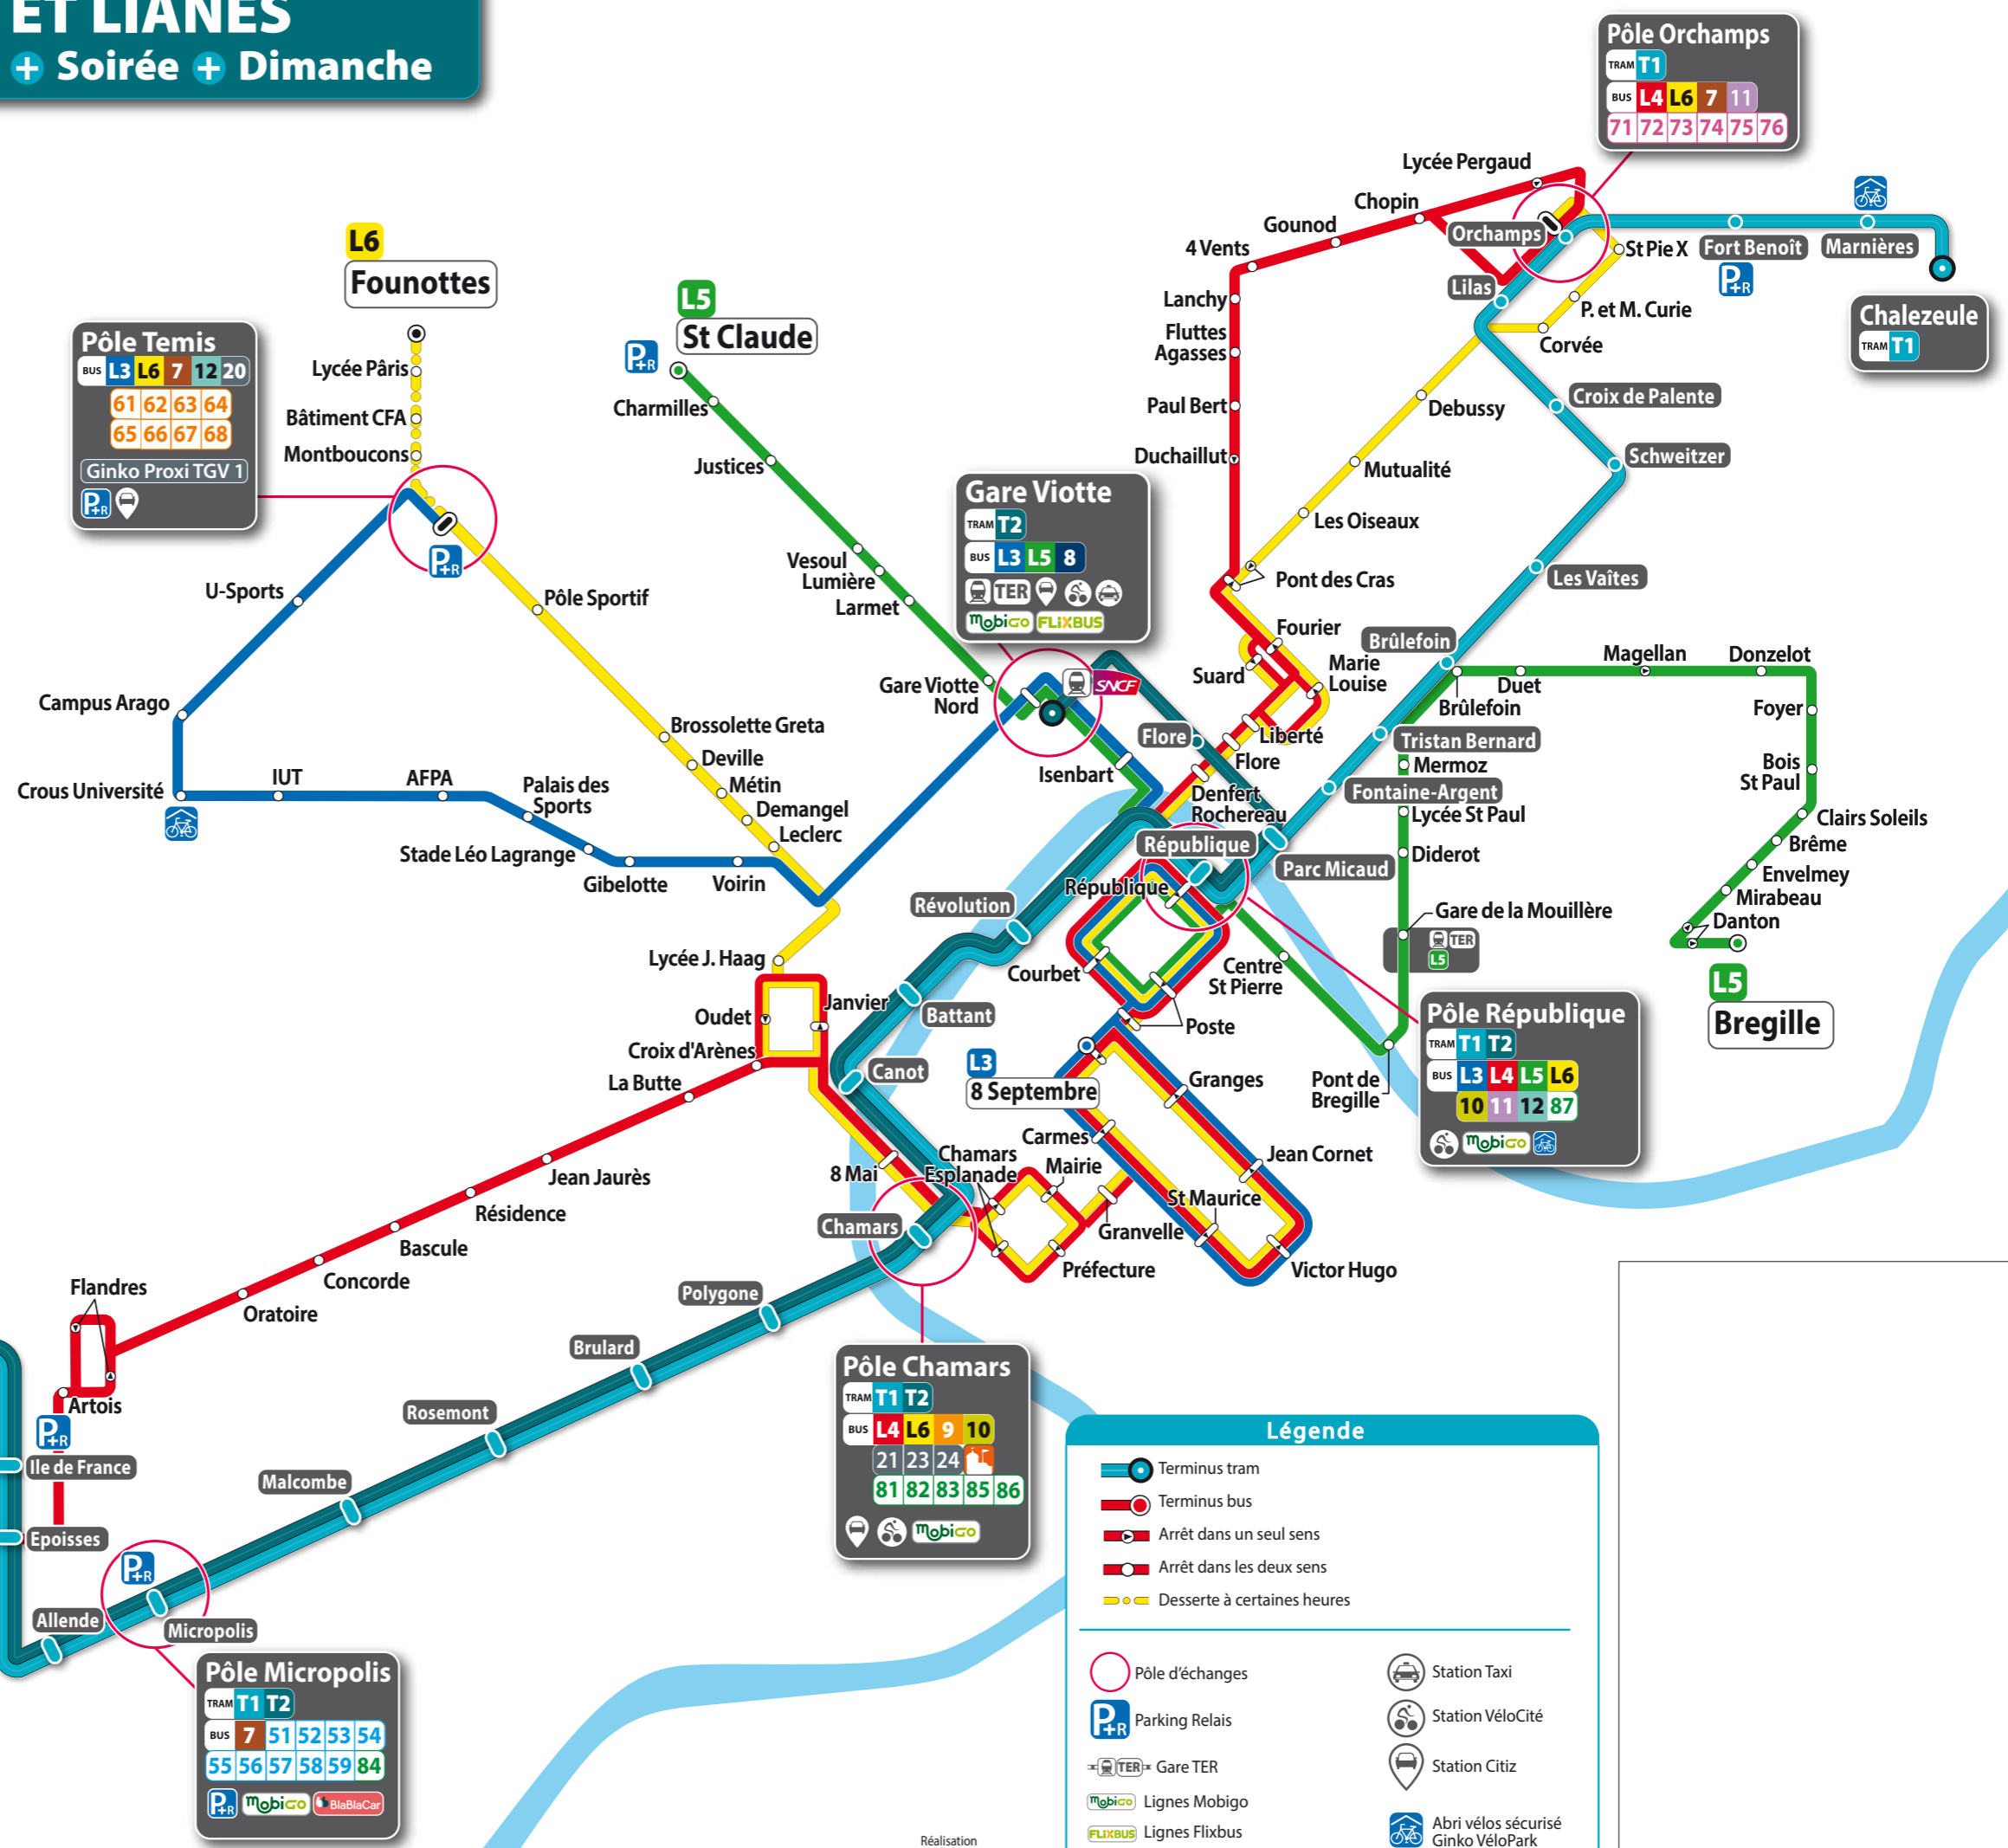 ET LIANES
+ Soirée + Dimanche
Pôle Orchamps
TRAM T1
BUS L4 L6 7 11
71 72 73 74 75 76
Lycée Pergaud
Chopin
Gounod
4 Vents
Orchamps
St Pie X
Fort Benoît
Marnières
P+R
Lilas
Lanchy
P. et M. Curie
Chalezeule
TRAM T1
Fluttes
Agasses
Corvée
Paul Bert
Debussy
Croix de Palente
Duchaillut
Mutualité
Schweitzer
Les Oiseaux
Pont des Cras
Les Vaîtes
L6
Founottes
L5
St Claude
P+R
Pôle Temis
BUS L3 L6 7 12 20
61 62 63 64
65 66 67 68
Ginko Proxi TGV 1
P+R
Lycée Pâris
Bâtiment CFA
Montboucons
P+R
Charmilles
Justices
Vesoul
Lumière
Larmet
Gare Viotte
TRAM T2
BUS L3 L5 8
TER
MobiGO FLiXBUS
U-Sports
Pôle Sportif
Fourier
Suard
Marie
Louise
Brûlefoin
Magellan
Donzelot
Gare Viotte
Nord
SNCF
Duet
Brûlefoin
Foyer
Campus Arago
Brossolette Greta
Flore
Liberté
Tristan Bernard
Deville
Isenbart
Flore
Mermoz
Bois
St Paul
Crous Université
IUT
AFPA
Palais des
Sports
Métin
Demangel
Leclerc
Denfert
Rochereau
Fontaine-Argent
Lycée St Paul
Clairs Soleils
Stade Léo Lagrange
République
Brême
Gibelotte
Voirin
République
Parc Micaud
Diderot
Envelmey
Révolution
Mirabeau
Gare de la Mouillère
Danton
TER
L5
Lycée J. Haag
Courbet
Centre
St Pierre
L5
Bregille
Janvier
Oudet
Battant
Poste
Pôle République
TRAM T1 T2
BUS L3 L4 L5 L6
10 11 12 87
MobiGO
Croix d'Arènes
La Butte
Canot
L3
8 Septembre
Granges
Pont de
Bregille
Carmes
Jean Cornet
Chamars
Esplanade
Mairie
8 Mai
Jean Jaurès
Résidence
St Maurice
Chamars
Granvelle
Bascule
Concorde
Préfecture
Victor Hugo
Flandres
Oratoire
Polygone
Brulard
Artois
P+R
Rosemont
Ile de France
Malcombe
Epoisses
P+R
Allende
Micropolis
Pôle Chamars
TRAM T1 T2
BUS L4 L6 9 10
21 23 24
81 82 83 85 86
MobiGO
Pôle Micropolis
TRAM T1 T2
BUS 7 51 52 53 54
55 56 57 58 59 84
P+R MobiGO BlaBlaCar
Légende
Terminus tram
Terminus bus
Arrêt dans un seul sens
Arrêt dans les deux sens
Desserte à certaines heures
Pôle d'échanges
P+R Parking Relais
TER Gare TER
MobiGO Lignes Mobigo
FLiXBUS Lignes Flixbus
Station Taxi
Station VéloCité
Station Citiz
Abri vélos sécurisé
Ginko VéloPark
Réalisation